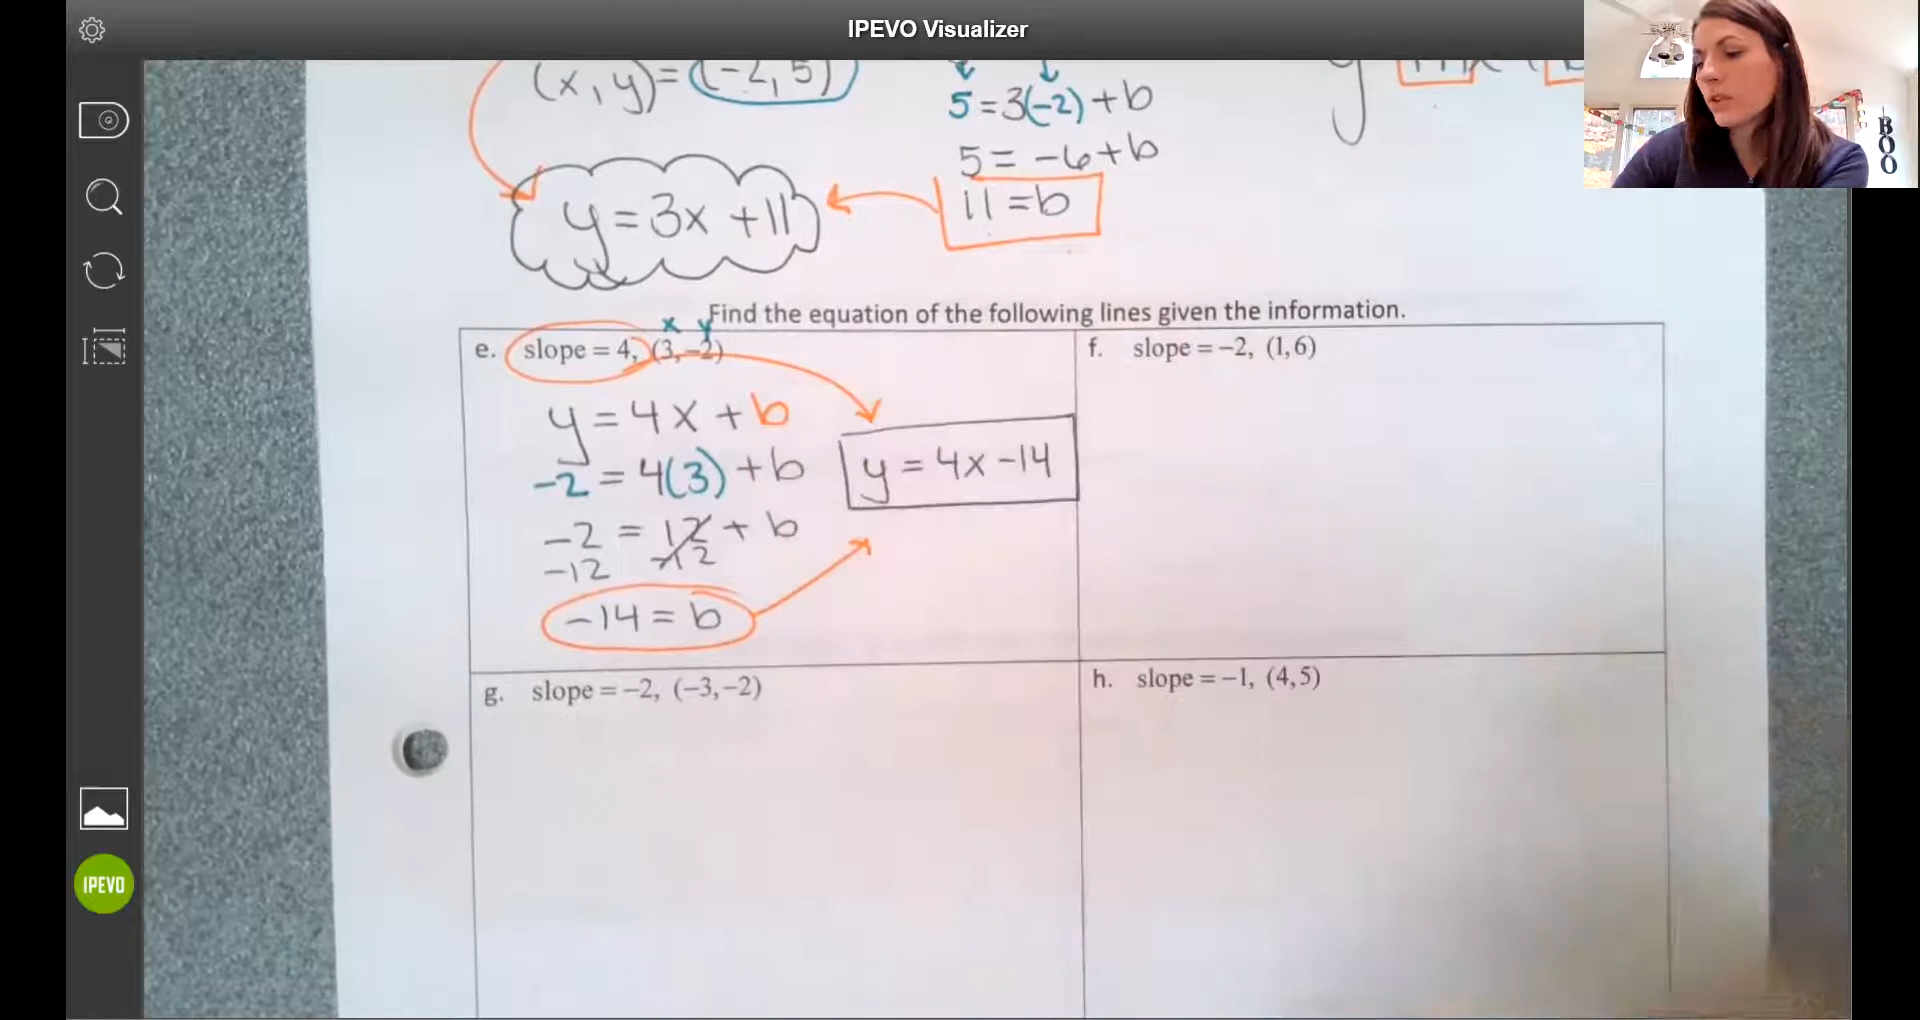 IPEVO Visualizer
(x, y) = (-2, 5)
5 = 3(-2) + b
5 = -6 + b
11 = b
y = 3x + 11
y
BOO
Find the equation of the following lines given the information.
x y
e. slope = 4, (3, -2)
y = 4x + b
-2 = 4(3) + b
-2 = 12 + b
-12 -12
-14 = b
y = 4x - 14
f. slope = -2, (1, 6)
g. slope = -2, (-3, -2)
h. slope = -1, (4, 5)
IPEVO